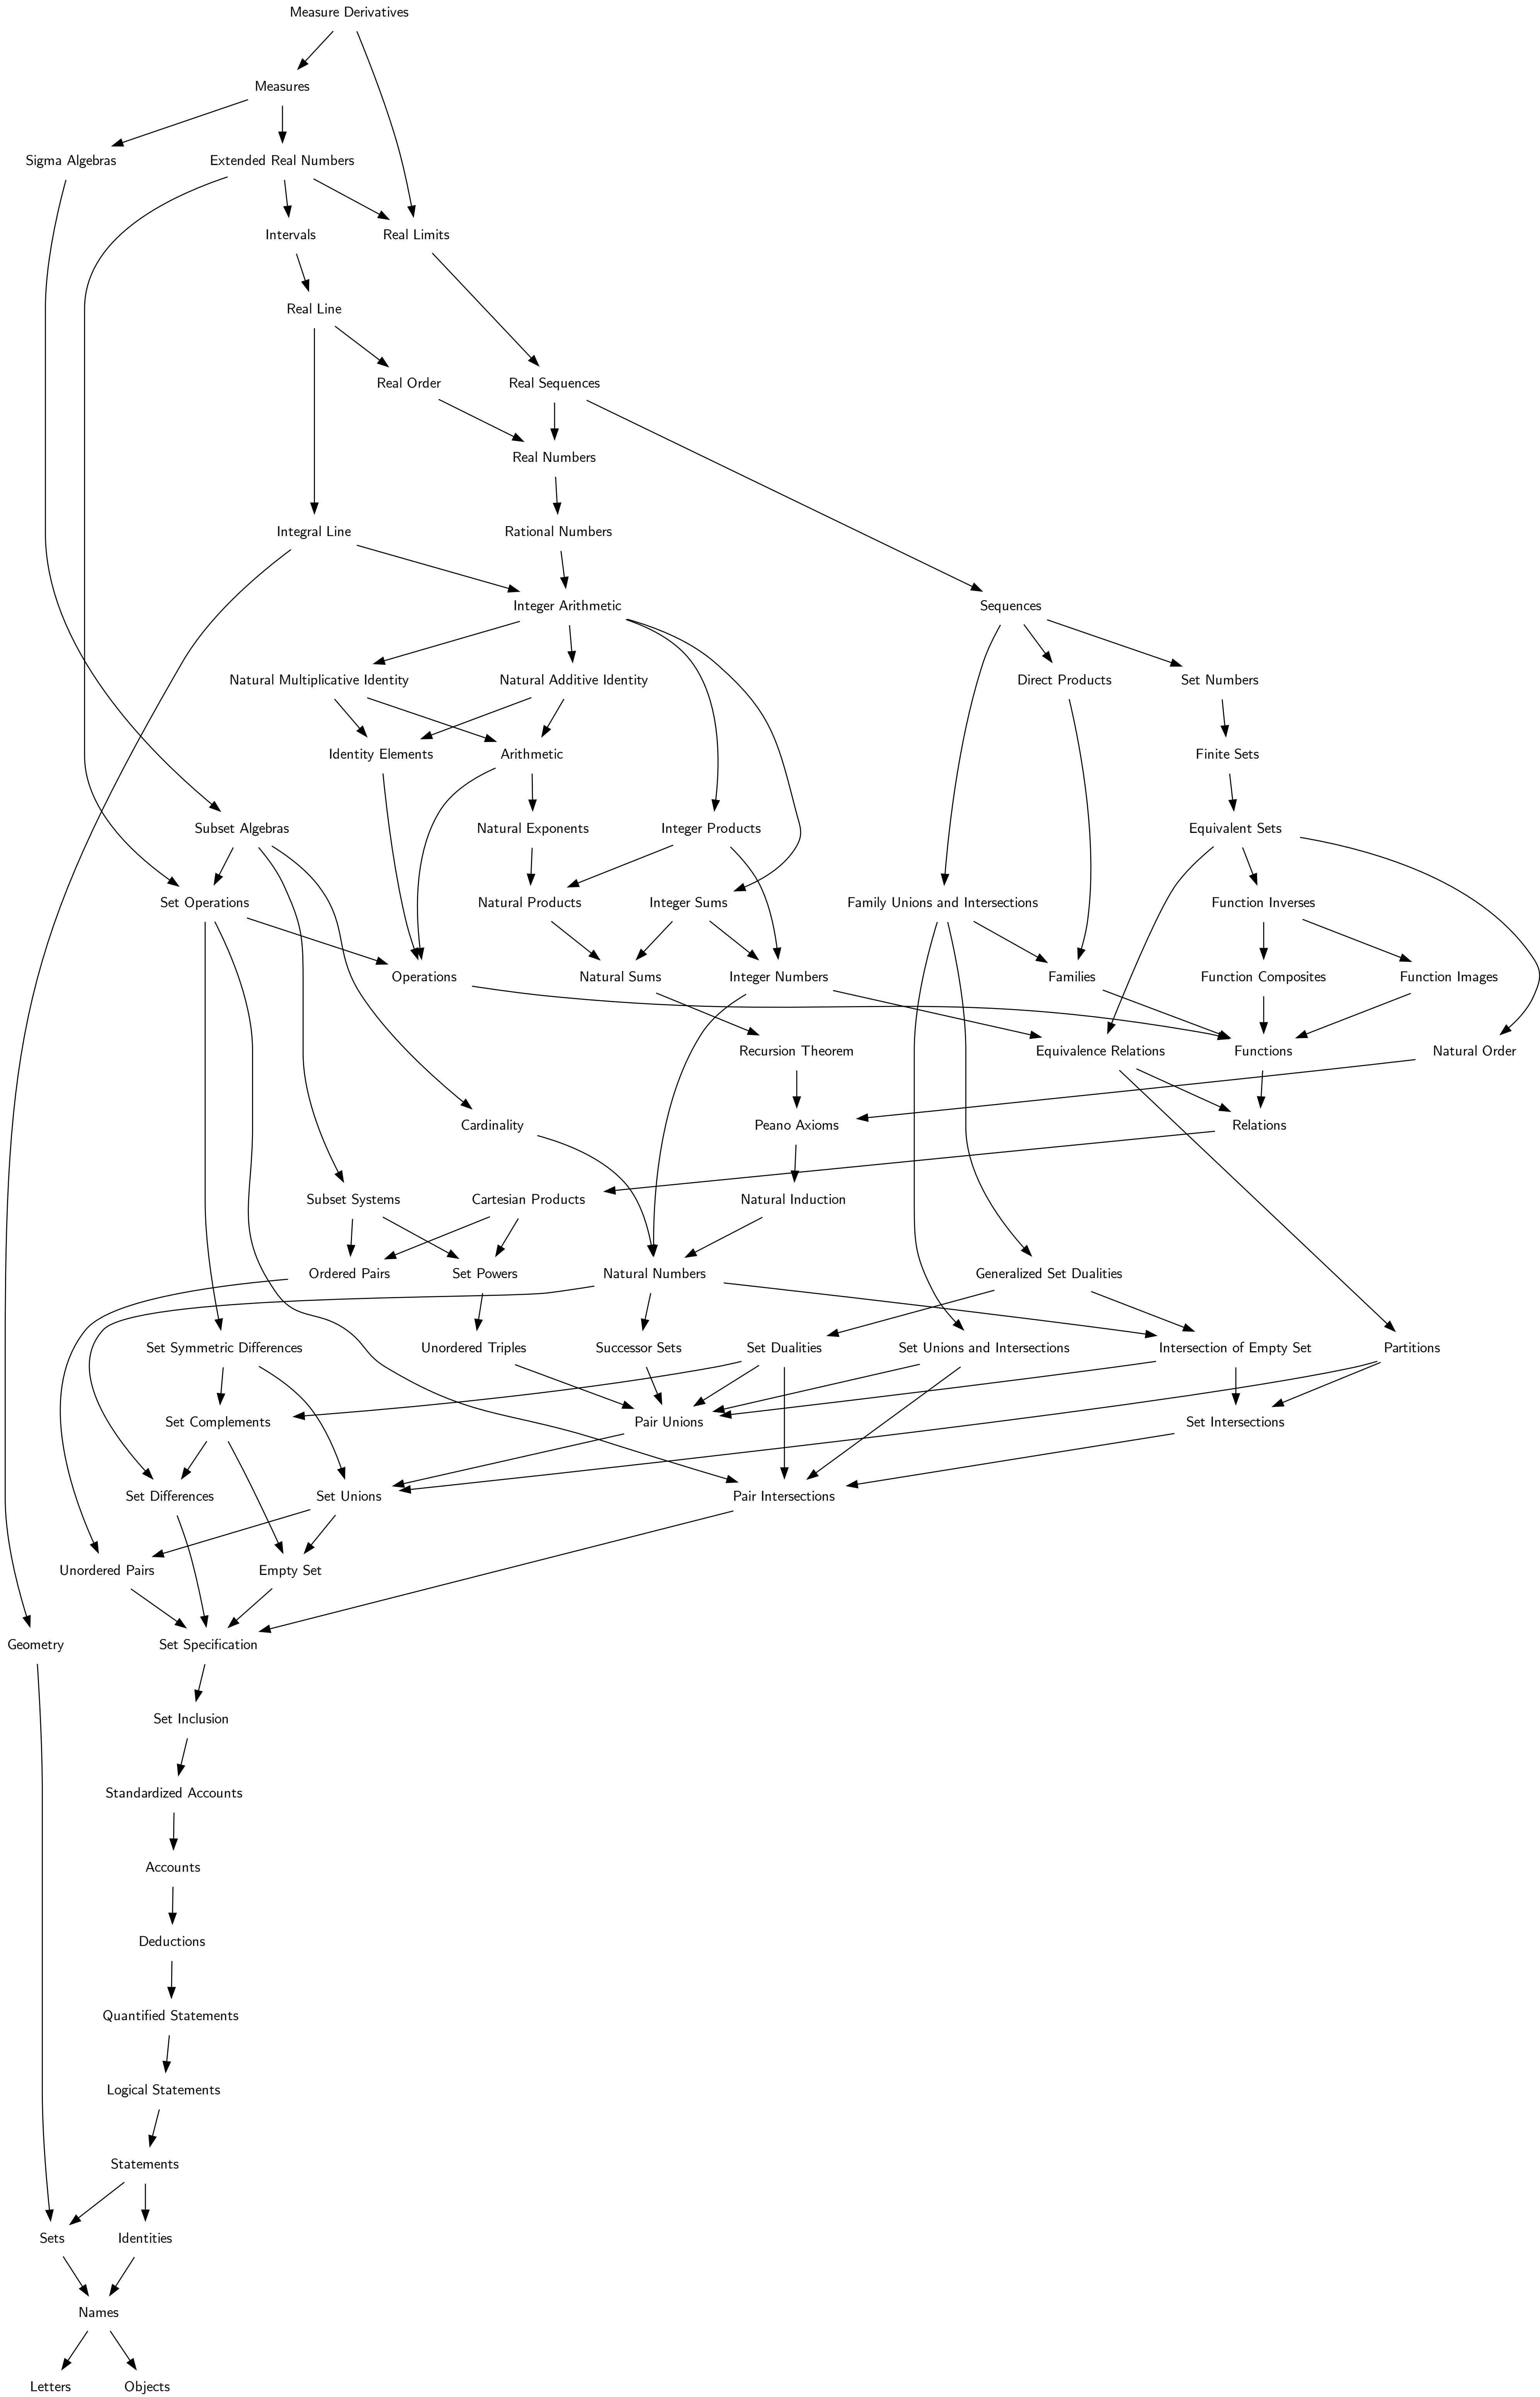 Measure Derivatives
Measures
Sigma Algebras
Extended Real Numbers
Intervals
Real Limits
Real Line
Real Order
Real Sequences
Real Numbers
Integral Line
Rational Numbers
Integer Arithmetic
Sequences
Natural Multiplicative Identity
Natural Additive Identity
Direct Products
Set Numbers
Identity Elements
Arithmetic
Finite Sets
Subset Algebras
Natural Exponents
Integer Products
Equivalent Sets
Set Operations
Natural Products
Integer Sums
Family Unions and Intersections
Function Inverses
Operations
Natural Sums
Integer Numbers
Families
Function Composites
Function Images
Recursion Theorem
Equivalence Relations
Functions
Natural Order
Cardinality
Peano Axioms
Relations
Subset Systems
Cartesian Products
Natural Induction
Ordered Pairs
Set Powers
Natural Numbers
Generalized Set Dualities
Set Symmetric Differences
Unordered Triples
Successor Sets
Set Dualities
Set Unions and Intersections
Intersection of Empty Set
Partitions
Set Complements
Pair Unions
Set Intersections
Set Differences
Set Unions
Pair Intersections
Unordered Pairs
Empty Set
Geometry
Set Specification
Set Inclusion
Standardized Accounts
Accounts
Deductions
Quantified Statements
Logical Statements
Statements
Sets
Identities
Names
Letters
Objects